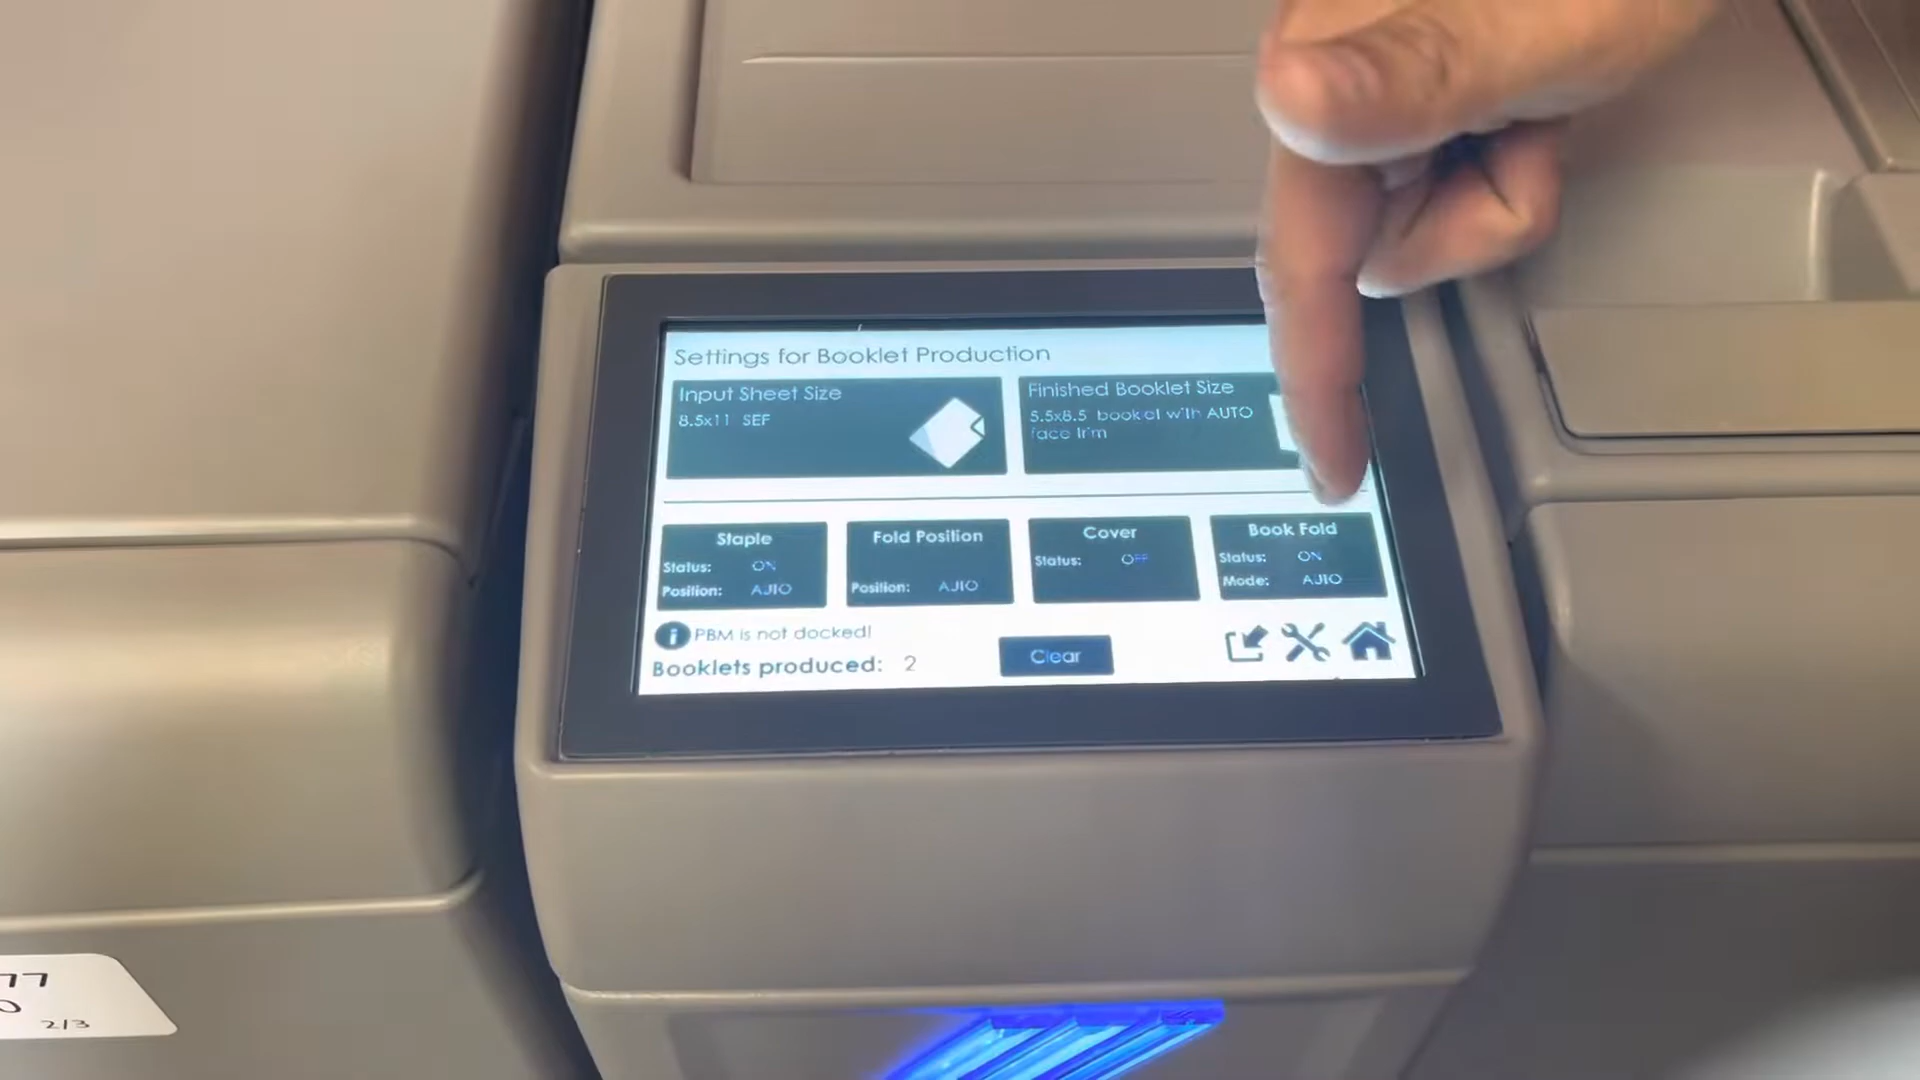 Settings for Booklet Production
Input Sheet Size
8.5x11 SEF
Finished Booklet Size
5.5x8.5 booklet with AUTO
face trim
Staple
Status: ON
Position: AUTO
Fold Position
Position: AUTO
Cover
Status: OFF
Book Fold
Status: ON
Mode: AUTO
i PBM is not docked!
Booklets produced: 2
Clear
77
2/3